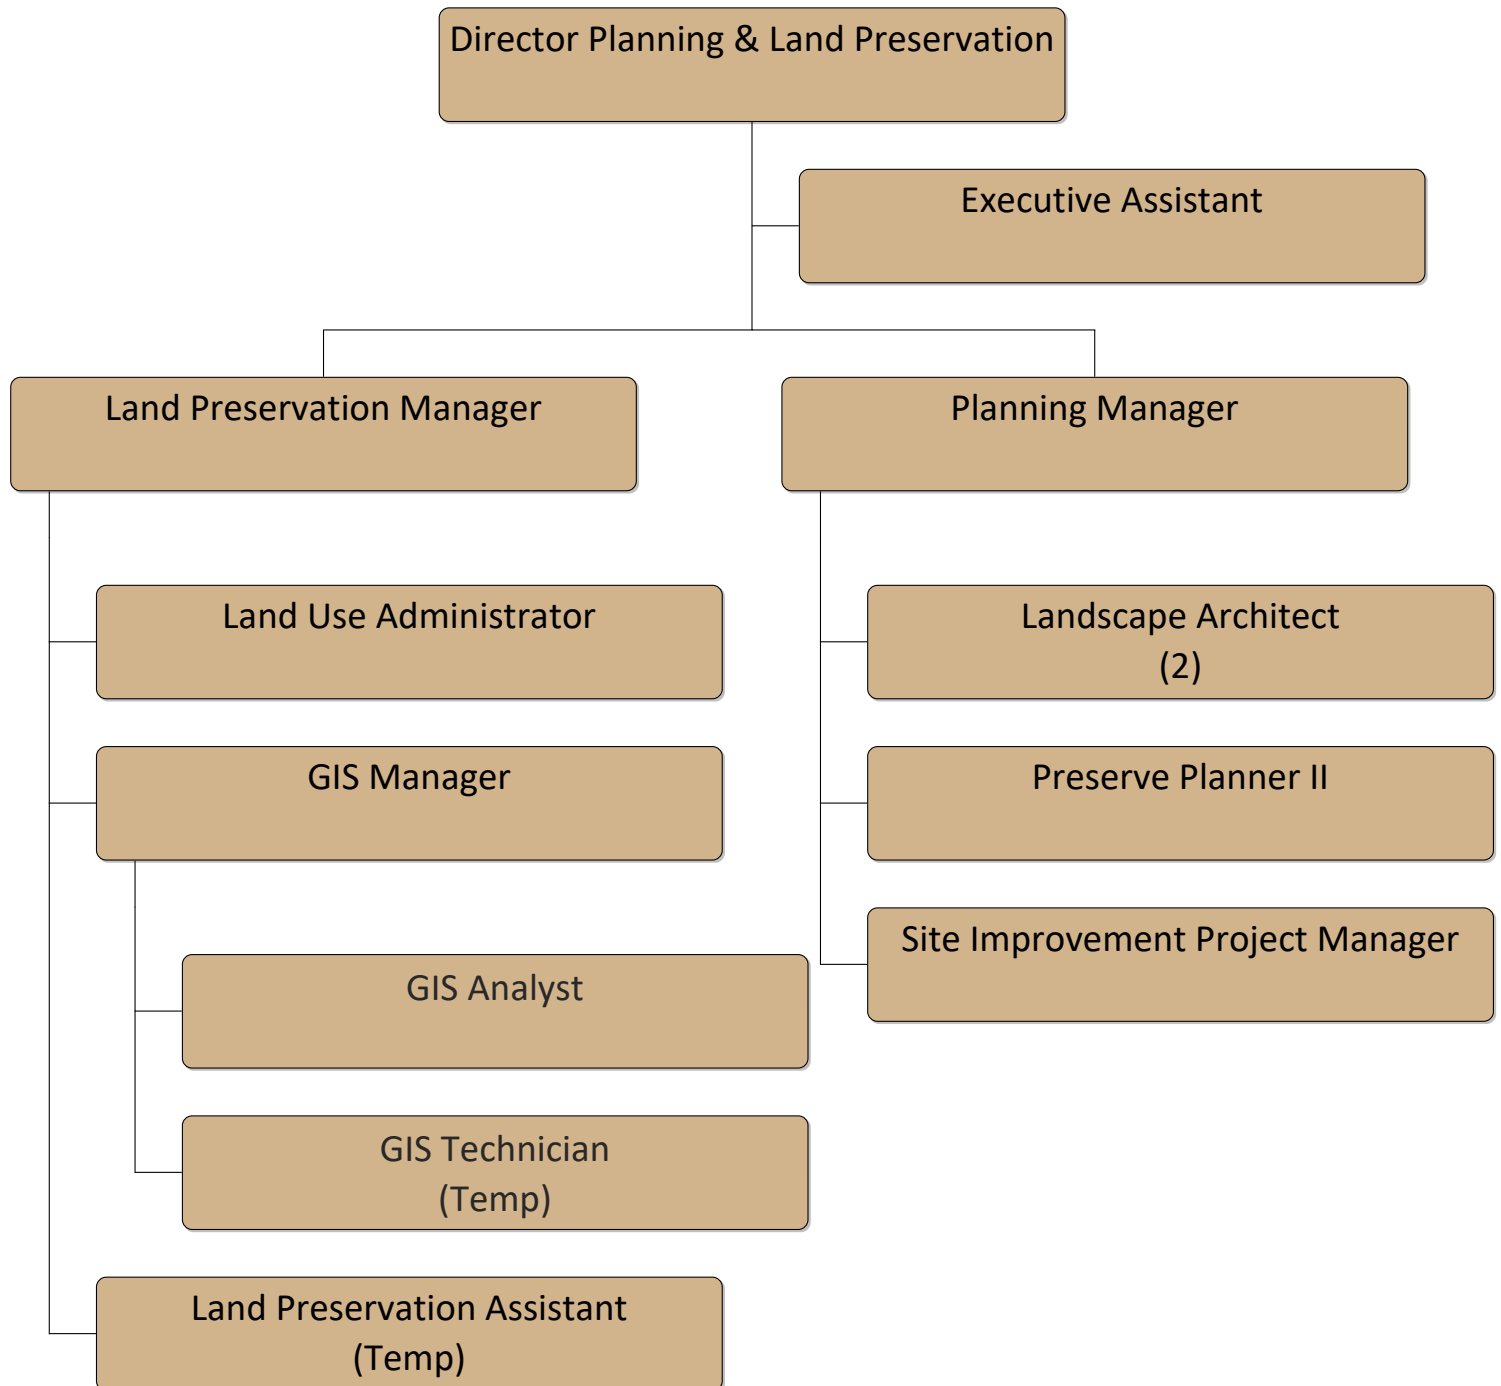 Director Planning & Land Preservation
Executive Assistant
Land Preservation Manager
Planning Manager
Land Use Administrator
Landscape Architect
(2)
GIS Manager
Preserve Planner II
Site Improvement Project Manager
GIS Analyst
GIS Technician
(Temp)
Land Preservation Assistant
(Temp)